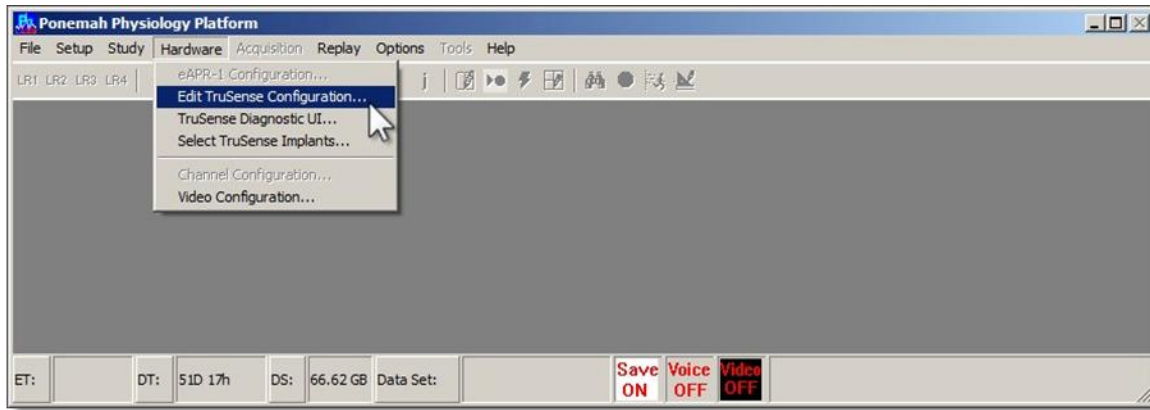 Ponemah Physiology Platform
File Setup Study Hardware Acquisition Replay Options Tools Help
LR1 LR2 LR3 LR4 j
eAPR-1 Configuration...
Edit TruSense Configuration...
TruSense Diagnostic UI...
Select TruSense Implants...
Channel Configuration...
Video Configuration...
ET: DT: 51D 17h DS: 66.62 GB Data Set: Save ON Voice OFF Video OFF